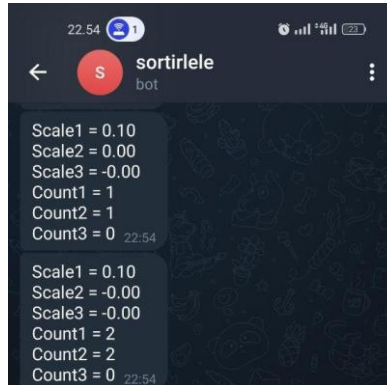 22.54 1 4G 23
S sortirlele
bot
Scale1 = 0.10
Scale2 = 0.00
Scale3 = -0.00
Count1 = 1
Count2 = 1
Count3 = 0 22:54
Scale1 = 0.10
Scale2 = -0.00
Scale3 = -0.00
Count1 = 2
Count2 = 2
Count3 = 0 22:54